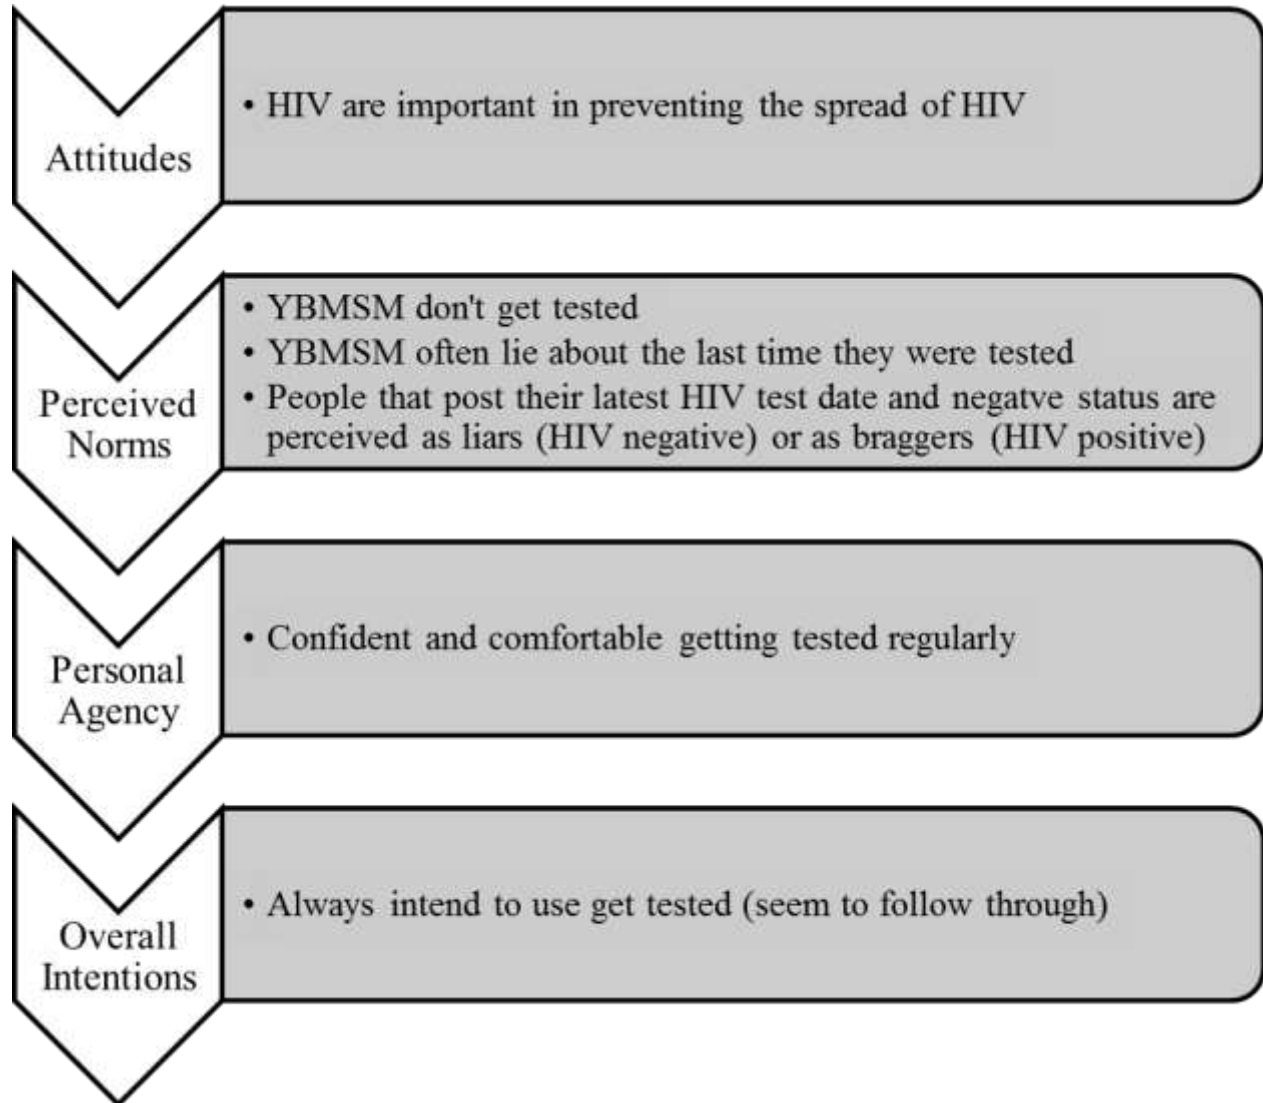 Attitudes
• HIV are important in preventing the spread of HIV
Perceived
Norms
• YBMSM don't get tested
• YBMSM often lie about the last time they were tested
• People that post their latest HIV test date and negatve status are
perceived as liars (HIV negative) or as braggers (HIV positive)
Personal
Agency
• Confident and comfortable getting tested regularly
Overall
Intentions
• Always intend to use get tested (seem to follow through)